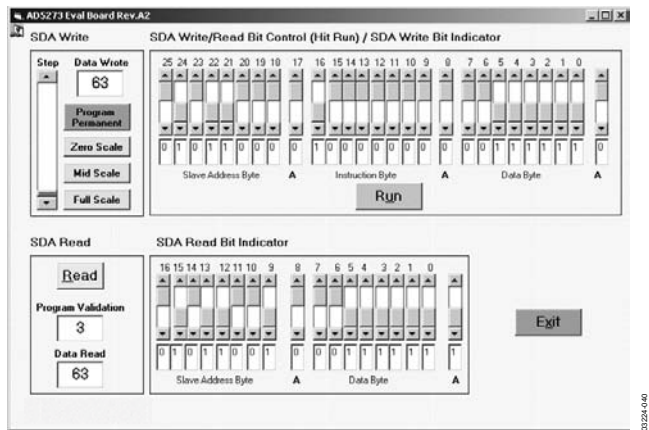 AD5273 Eval Board Rev.A2
SDA Write
SDA Write/Read Bit Control (Hit Run) / SDA Write Bit Indicator
Step
Data Wrote
63
Program
Permanent
Zero Scale
Mid Scale
Full Scale
25 24 23 22 21 20 19 18 17 16 15 14 13 12 11 10 9 8 7 6 5 4 3 2 1 0
0 1 0 1 1 0 0 0 0 1 0 0 0 0 0 0 0 0 0 0 1 1 1 1 1 1 0
Slave Address Byte A Instruction Byte A Data Byte A
Run
SDA Read
SDA Read Bit Indicator
Read
Program Validation
3
Data Read
63
16 15 14 13 12 11 10 9 8 7 6 5 4 3 2 1 0
0 1 0 1 1 0 0 1 0 0 0 1 1 1 1 1 1 1
Slave Address Byte A Data Byte A
Exit
03224-040